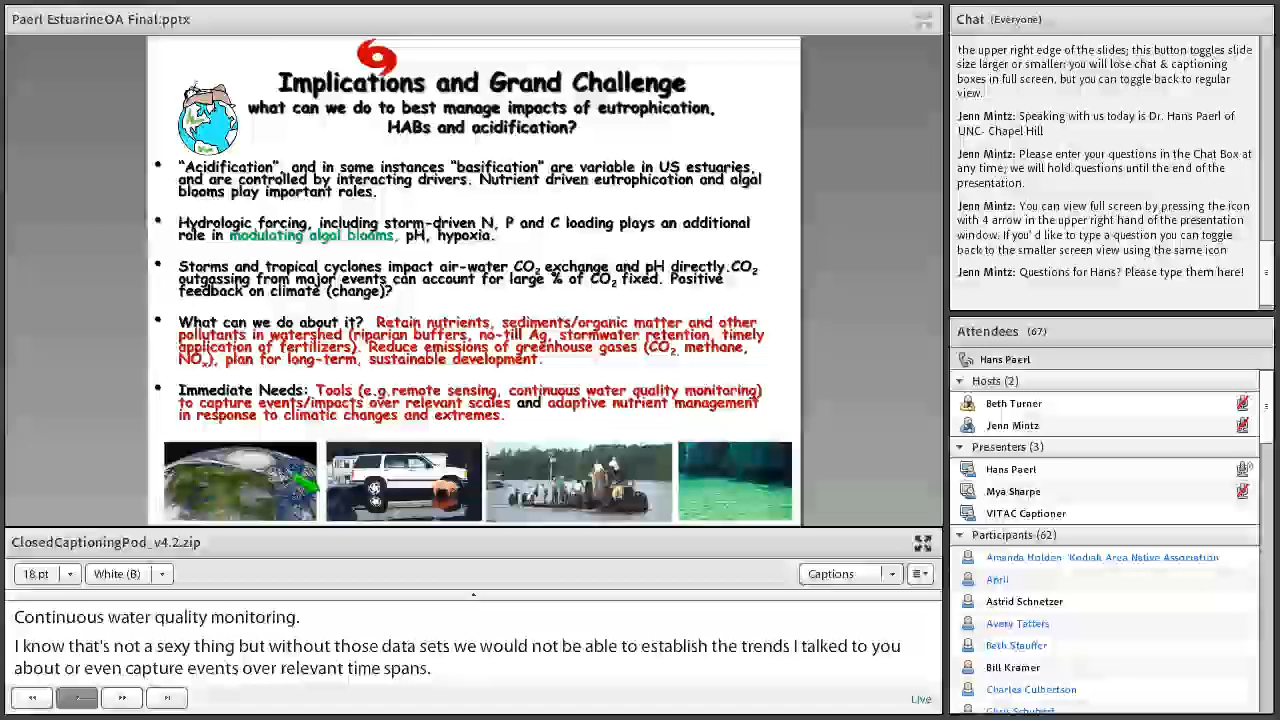 Paerl EstuarineOA Final.pptx
Implications and Grand Challenge
what can we do to best manage impacts of eutrophication,
HABs and acidification?
• "Acidification", and in some instances "basification" are variable in US estuaries,
and are controlled by interacting drivers. Nutrient driven eutrophication and algal
blooms play important roles.
• Hydrologic forcing, including storm-driven N, P and C loading plays an additional
role in modulating algal blooms, pH, hypoxia.
• Storms and tropical cyclones impact air-water CO₂ exchange and pH directly.CO₂
outgassing from major events can account for large % of CO₂ fixed. Positive
feedback on climate (change)?
• What can we do about it? Retain nutrients, sediments/organic matter and other
pollutants in watershed (riparian buffers, no-till Ag, stormwater retention, timely
application of fertilizers). Reduce emissions of greenhouse gases (CO₂, methane,
NOₓ), plan for long-term, sustainable development.
• Immediate Needs: Tools (e.g.remote sensing, continuous water quality monitoring)
to capture events/impacts over relevant scales and adaptive nutrient management
in response to climatic changes and extremes.
ClosedCaptioningPod_v4.2.zip
18 pt
White (B)
Captions
Continuous water quality monitoring.
I know that's not a sexy thing but without those data sets we would not be able to establish the trends I talked to you
about or even capture events over relevant time spans.
Live
Chat (Everyone)
the upper right edge of the slides; this button toggles slide
size larger or smaller: you will lose chat & captioning
boxes in full screen, but you can toggle back to regular
view.
Jenn Mintz: Speaking with us today is Dr. Hans Paerl of
UNC- Chapel Hill
Jenn Mintz: Please enter your questions in the Chat Box at
any time; we will hold questions until the end of the
presentation.
Jenn Mintz: You can view full screen by pressing the icon
with 4 arrow in the upper right hand of the presentation
window. If you' d like to type a question you can toggle
back to the smaller screen view using the same icon
Jenn Mintz: Questions for Hans? Please type them here!
Attendees (67)
Hans Paerl
Hosts (2)
Beth Turner
Jenn Mintz
Presenters (3)
Hans Paerl
Mya Sharpe
VITAC Captioner
Participants (62)
Amanda Holden 'Kodiak Area Native Association
April
Astrid Schnetzer
Avery Tatters
Beth Stauffer
Bill Kramer
Charles Culbertson
Chris Schubert